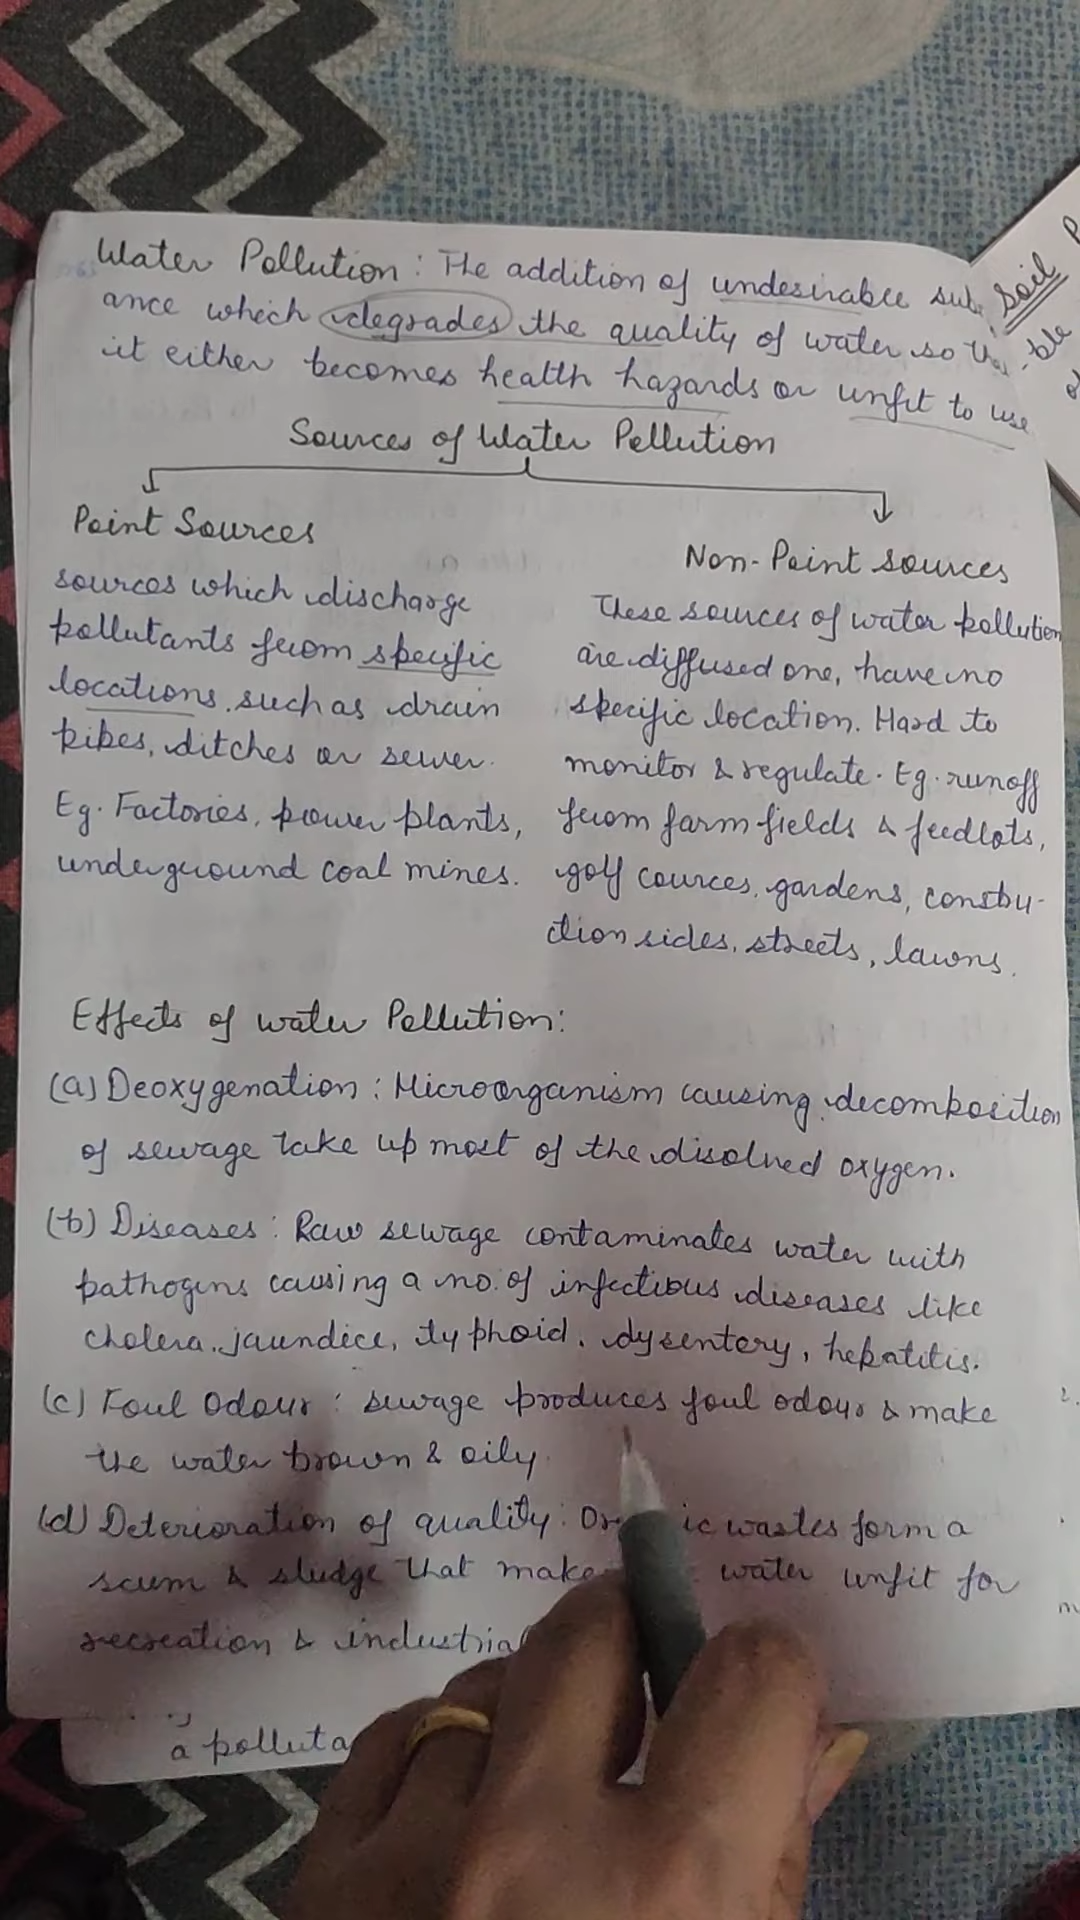 Water Pollution : The addition of undesirable sub
ance which degrades the quality of water so tha
it either becomes health hazards or unfit to use
Sources of Water Pollution
Point Sources
sources which discharge
pollutants from specific
locations, such as drain
pipes, ditches or sewer.
Eg. Factories, power plants,
underground coal mines.
Non-Point sources
These sources of water pollution
are diffused one, have no
specific location. Hard to
monitor & regulate. Eg. runoff
from farm fields & feedlots,
golf cources, gardens, constru-
ction sides, streets, lawns.
Effects of water Pollution:
(a) Deoxygenation : Microorganism causing decomposition
of sewage take up most of the disolved oxygen.
(b) Diseases : Raw sewage contaminates water with
pathogens causing a no. of infectious diseases like
cholera, jaundice, typhoid, dysentery, hepatitis.
(c) Foul Odour : sewage produces foul odour & make
the water brown & oily.
(d) Deterioration of quality : Or ic wastes form a
scum & sludge that make water unfit for
recreation & industrial
a polluta
Soil
ble